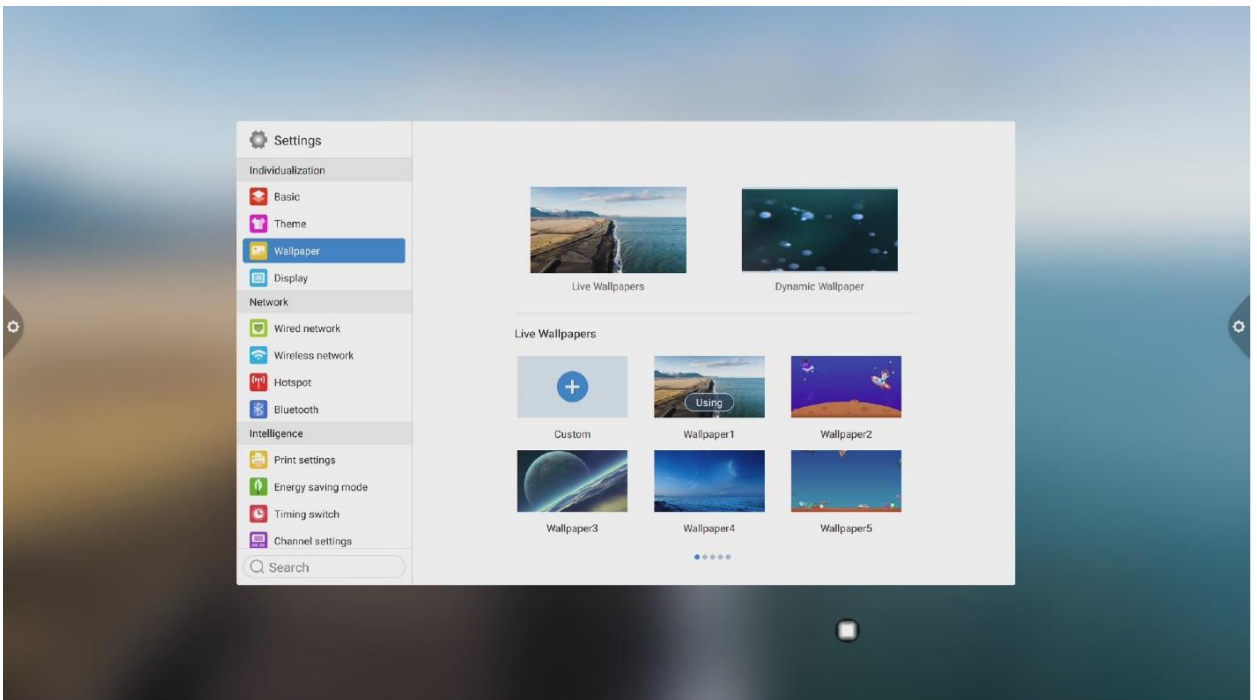 Settings
Individualization
Basic
Theme
Wallpaper
Display
Network
Wired network
Wireless network
Hotspot
Bluetooth
Intelligence
Print settings
Energy saving mode
Timing switch
Channel settings
Search
Live Wallpapers
Dynamic Wallpaper
Live Wallpapers
Using
Custom
Wallpaper1
Wallpaper2
Wallpaper3
Wallpaper4
Wallpaper5